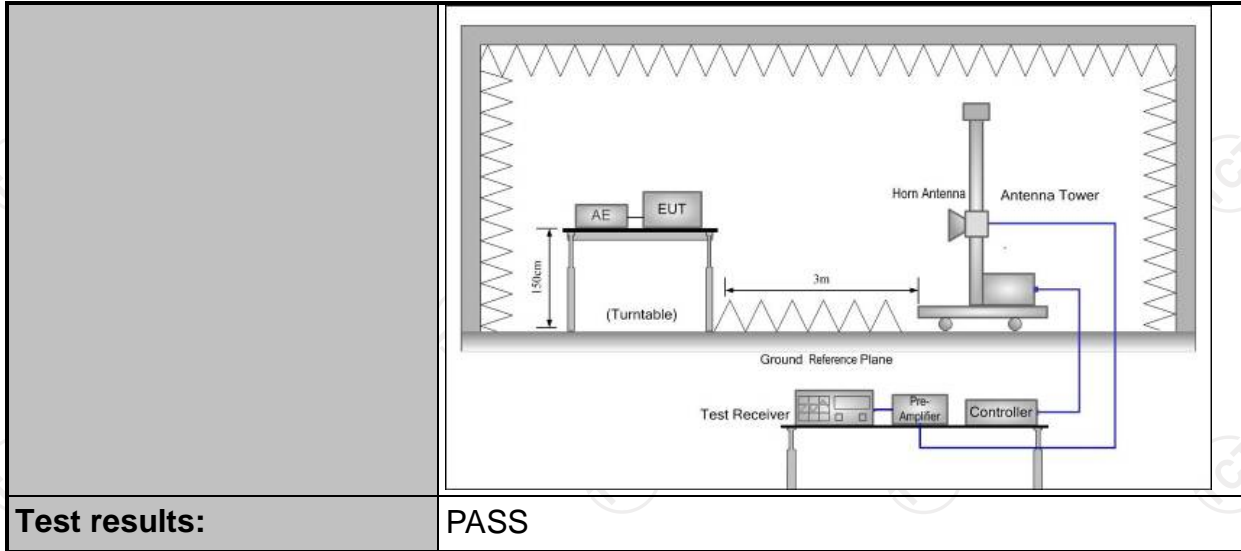 Horn Antenna
Antenna Tower
AE
EUT
150cm
3m
(Turntable)
Ground Reference Plane
Test Receiver
Pre-
Amplifier
Controller
Test results:
PASS